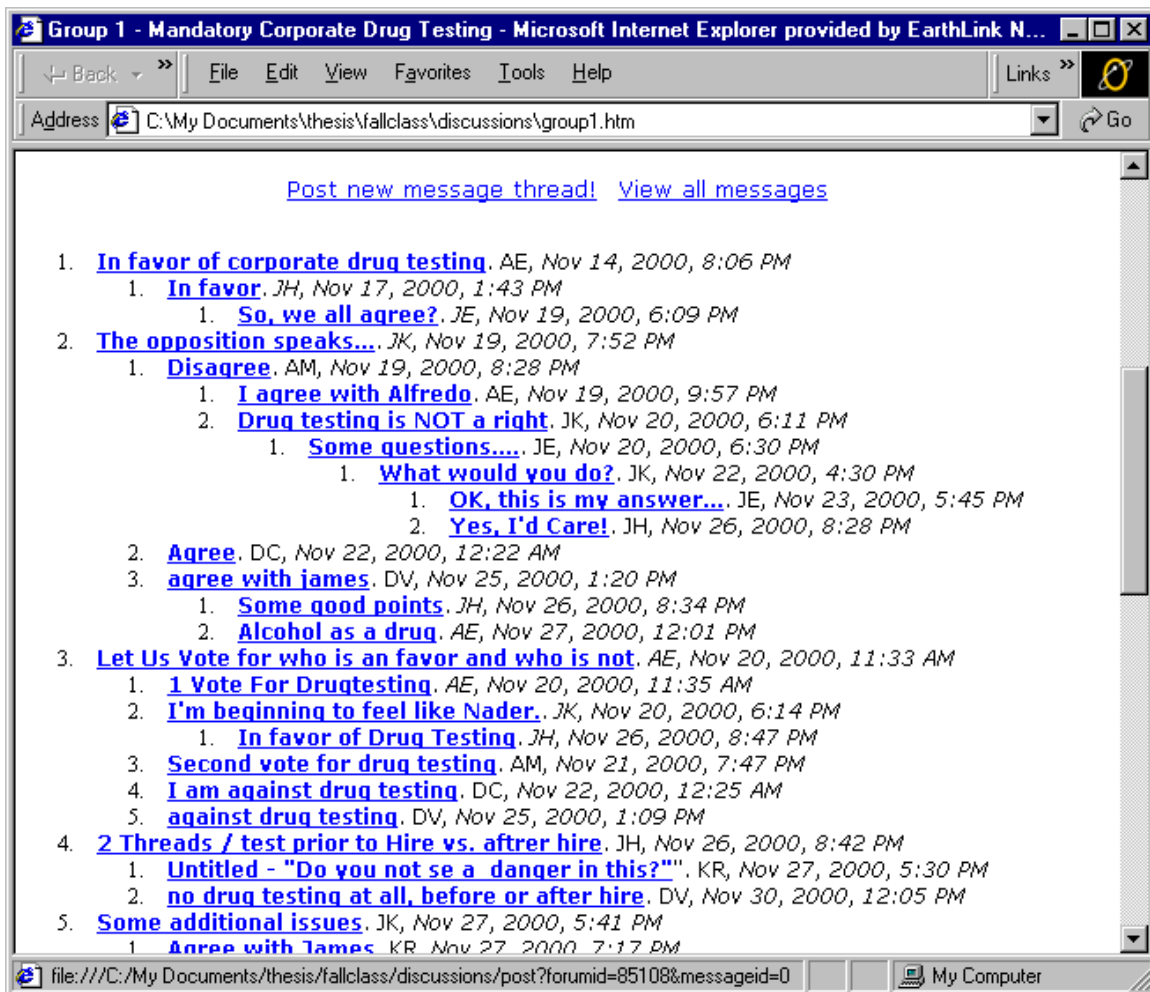 Group 1 - Mandatory Corporate Drug Testing - Microsoft Internet Explorer provided by EarthLink N...
Back » File Edit View Favorites Tools Help Links »
Address C:\My Documents\thesis\fallclass\discussions\group1.htm Go
Post new message thread! View all messages
1. In favor of corporate drug testing. AE, Nov 14, 2000, 8:06 PM
1. In favor. JH, Nov 17, 2000, 1:43 PM
1. So, we all agree?. JE, Nov 19, 2000, 6:09 PM
2. The opposition speaks.... JK, Nov 19, 2000, 7:52 PM
1. Disagree. AM, Nov 19, 2000, 8:28 PM
1. I agree with Alfredo. AE, Nov 19, 2000, 9:57 PM
2. Drug testing is NOT a right. JK, Nov 20, 2000, 6:11 PM
1. Some questions..... JE, Nov 20, 2000, 6:30 PM
1. What would you do?. JK, Nov 22, 2000, 4:30 PM
1. OK, this is my answer.... JE, Nov 23, 2000, 5:45 PM
2. Yes, I'd Care!. JH, Nov 26, 2000, 8:28 PM
2. Agree. DC, Nov 22, 2000, 12:22 AM
3. agree with james. DV, Nov 25, 2000, 1:20 PM
1. Some good points. JH, Nov 26, 2000, 8:34 PM
2. Alcohol as a drug. AE, Nov 27, 2000, 12:01 PM
3. Let Us Vote for who is an favor and who is not. AE, Nov 20, 2000, 11:33 AM
1. 1 Vote For Drugtesting. AE, Nov 20, 2000, 11:35 AM
2. I'm beginning to feel like Nader.. JK, Nov 20, 2000, 6:14 PM
1. In favor of Drug Testing. JH, Nov 26, 2000, 8:47 PM
3. Second vote for drug testing. AM, Nov 21, 2000, 7:47 PM
4. I am against drug testing. DC, Nov 22, 2000, 12:25 AM
5. against drug testing. DV, Nov 25, 2000, 1:09 PM
4. 2 Threads / test prior to Hire vs. aftrer hire. JH, Nov 26, 2000, 8:42 PM
1. Untitled - "Do you not se a danger in this?"". KR, Nov 27, 2000, 5:30 PM
2. no drug testing at all, before or after hire. DV, Nov 30, 2000, 12:05 PM
5. Some additional issues. JK, Nov 27, 2000, 5:41 PM
1. Agree with James. KR, Nov 27, 2000, 7:17 PM
file:///C:/My Documents/thesis/fallclass/discussions/post?forumid=85108&messageid=0 My Computer